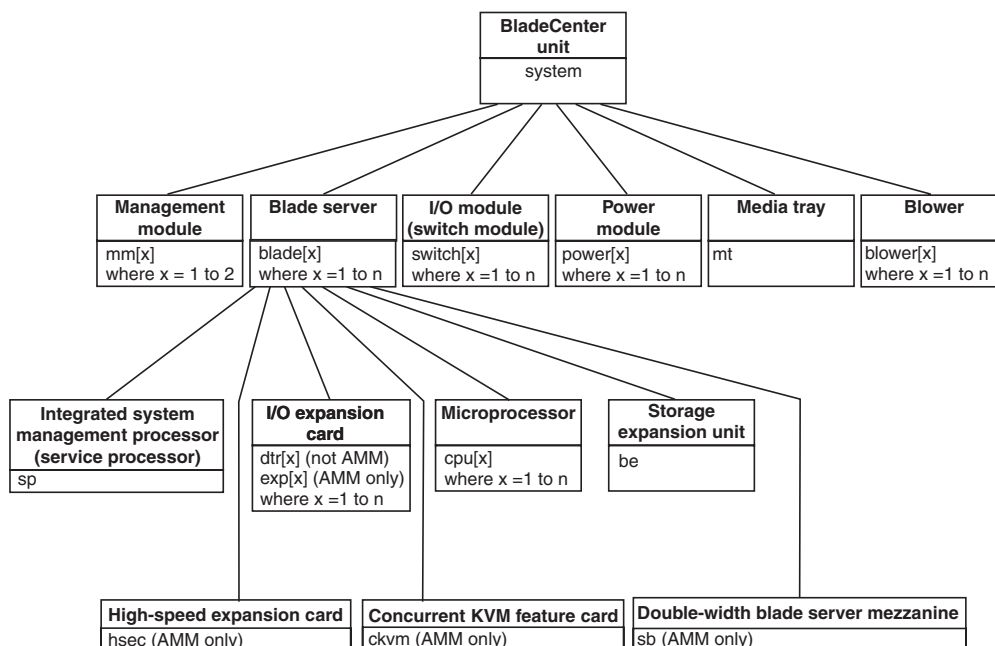 BladeCenter
unit
system
Management
module
mm[x]
where x = 1 to 2
Blade server
blade[x]
where x =1 to n
I/O module
(switch module)
switch[x]
where x =1 to n
Power
module
power[x]
where x =1 to n
Media tray
mt
Blower
blower[x]
where x =1 to n
Integrated system
management processor
(service processor)
sp
I/O expansion
card
dtr[x] (not AMM)
exp[x] (AMM only)
where x =1 to n
Microprocessor
cpu[x]
where x =1 to n
Storage
expansion unit
be
High-speed expansion card
hsec (AMM only)
Concurrent KVM feature card
ckvm (AMM only)
Double-width blade server mezzanine
sb (AMM only)